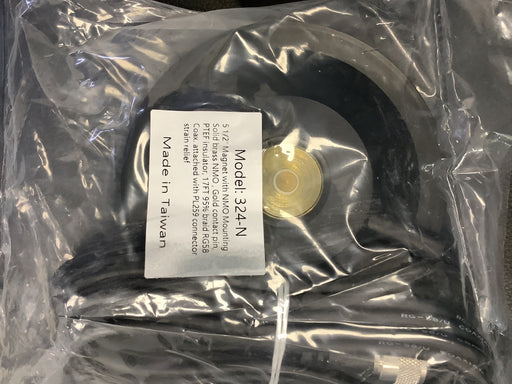 Model: 324-N
5 1/2" Magnet with NMO Mounting
Solid brass NMO , Gold contact pin.
PTEF insulator, 17FT 95% braid RG58
Coax attached with PL259 connector
strain relief
Made in Taiwan